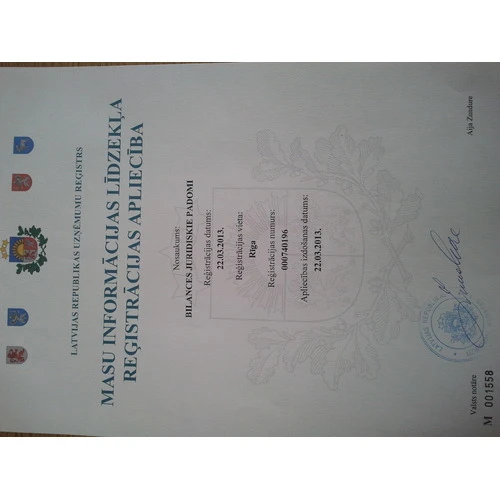 LATVIJAS REPUBLIKAS UZŅĒMUMU REĢISTRS
MASU INFORMĀCIJAS LĪDZEKĻA
REĢISTRĀCIJAS APLIECĪBA
Nosaukums:
BILANCES JURIDISKIE PADOMI
Reģistrācijas datums:
22.03.2013.
Reģistrācijas vieta:
Rīga
Reģistrācijas numurs:
000740196
Apliecības izdošanas datums:
22.03.2013.
Valsts notāre
Aija Zundure
M 001558